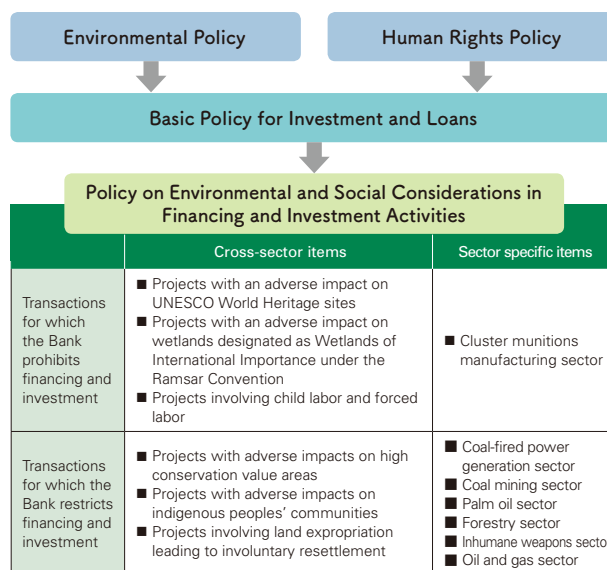 Environmental Policy
Human Rights Policy
Basic Policy for Investment and Loans
Policy on Environmental and Social Considerations in
Financing and Investment Activities
Cross-sector items
Sector specific items
Transactions
for which
the Bank
prohibits
financing and
investment
■ Projects with an adverse impact on
UNESCO World Heritage sites
■ Projects with an adverse impact on
wetlands designated as Wetlands of
International Importance under the
Ramsar Convention
■ Projects involving child labor and forced
labor
■ Cluster munitions
manufacturing sector
Transactions
for which the
Bank restricts
financing and
investment
■ Projects with adverse impacts on high
conservation value areas
■ Projects with adverse impacts on
indigenous peoples' communities
■ Projects involving land expropriation
leading to involuntary resettlement
■ Coal-fired power
generation sector
■ Coal mining sector
■ Palm oil sector
■ Forestry sector
■ Inhumane weapons secto
■ Oil and gas sector